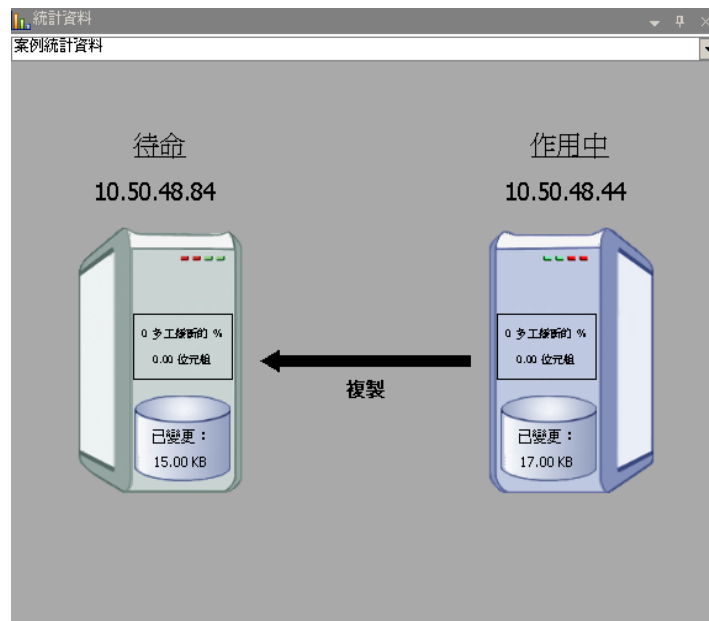 統計資料
案例統計資料
待命
作用中
10.50.48.84
10.50.48.44
0 多工緩衝的 %
0.00 位元組
0 多工緩衝的 %
0.00 位元組
複製
已變更：
15.00 KB
已變更：
17.00 KB